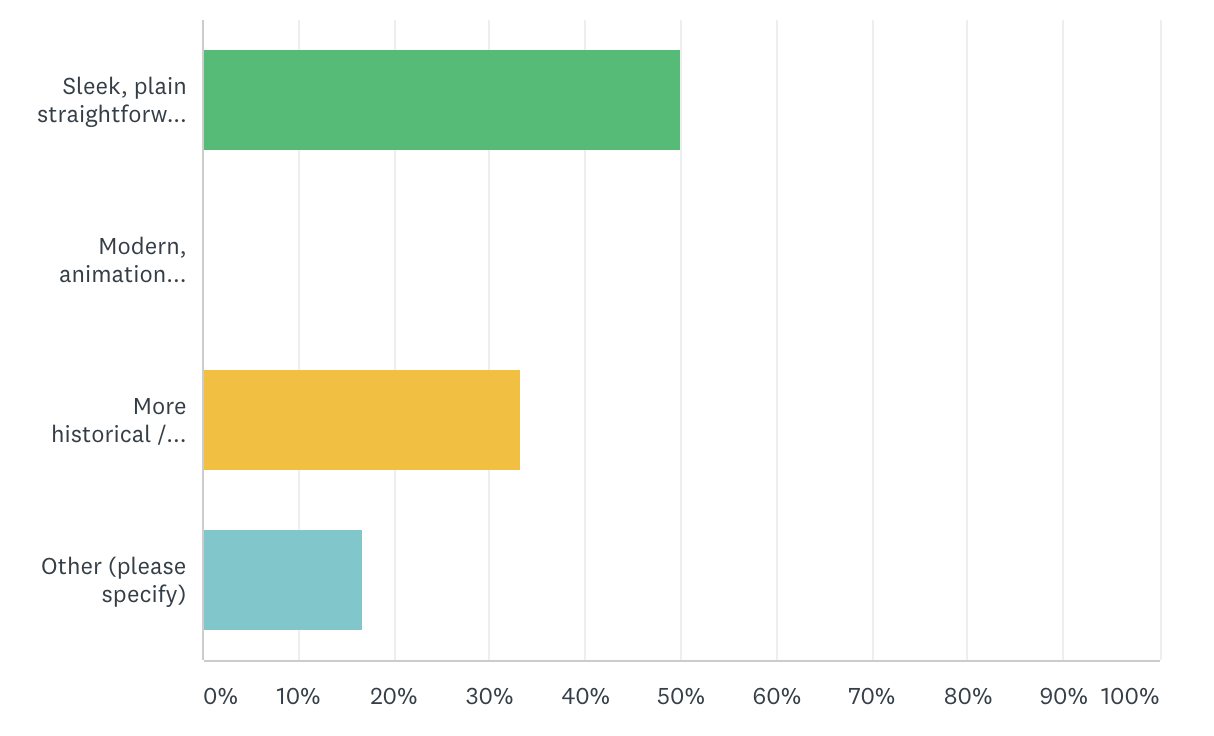 Sleek, plain
straightforw...
Modern,
animation...
More
historical /...
Other (please
specify)
0% 10% 20% 30% 40% 50% 60% 70% 80% 90% 100%